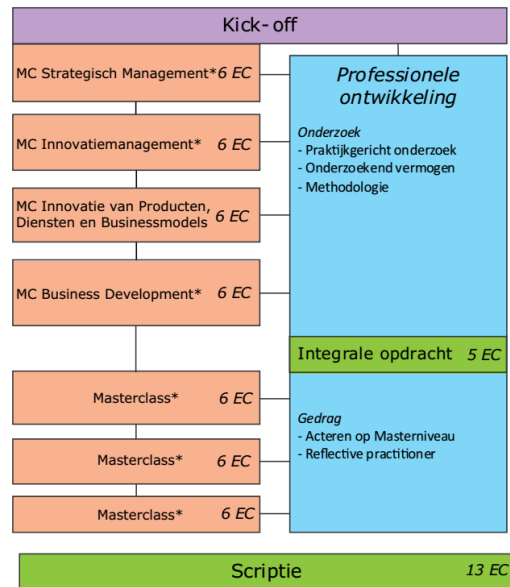 Kick-off
MC Strategisch Management* 6 EC
MC Innovatiemanagement* 6 EC
MC Innovatie van Producten,
Diensten en Businessmodels 6 EC
MC Business Development* 6 EC
Masterclass* 6 EC
Masterclass* 6 EC
Masterclass* 6 EC
Professionele
ontwikkeling
Onderzoek
- Praktijkgericht onderzoek
- Onderzoekend vermogen
- Methodologie
Integrale opdracht 5 EC
Gedrag
- Acteren op Masterniveau
- Reflective practitioner
Scriptie 13 EC